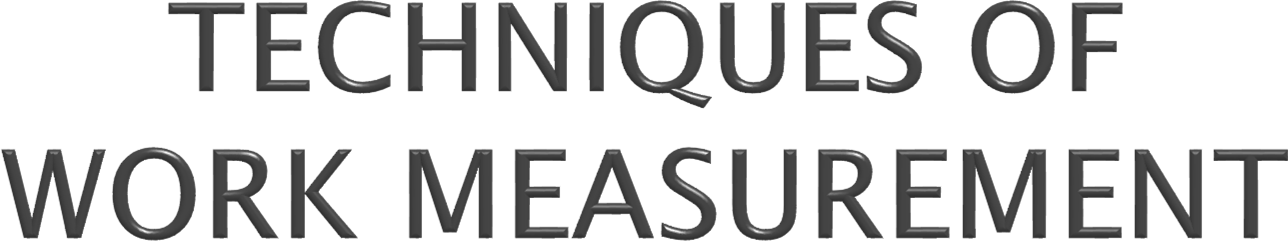 TECHNIQUES OF
WORK MEASUREMENT